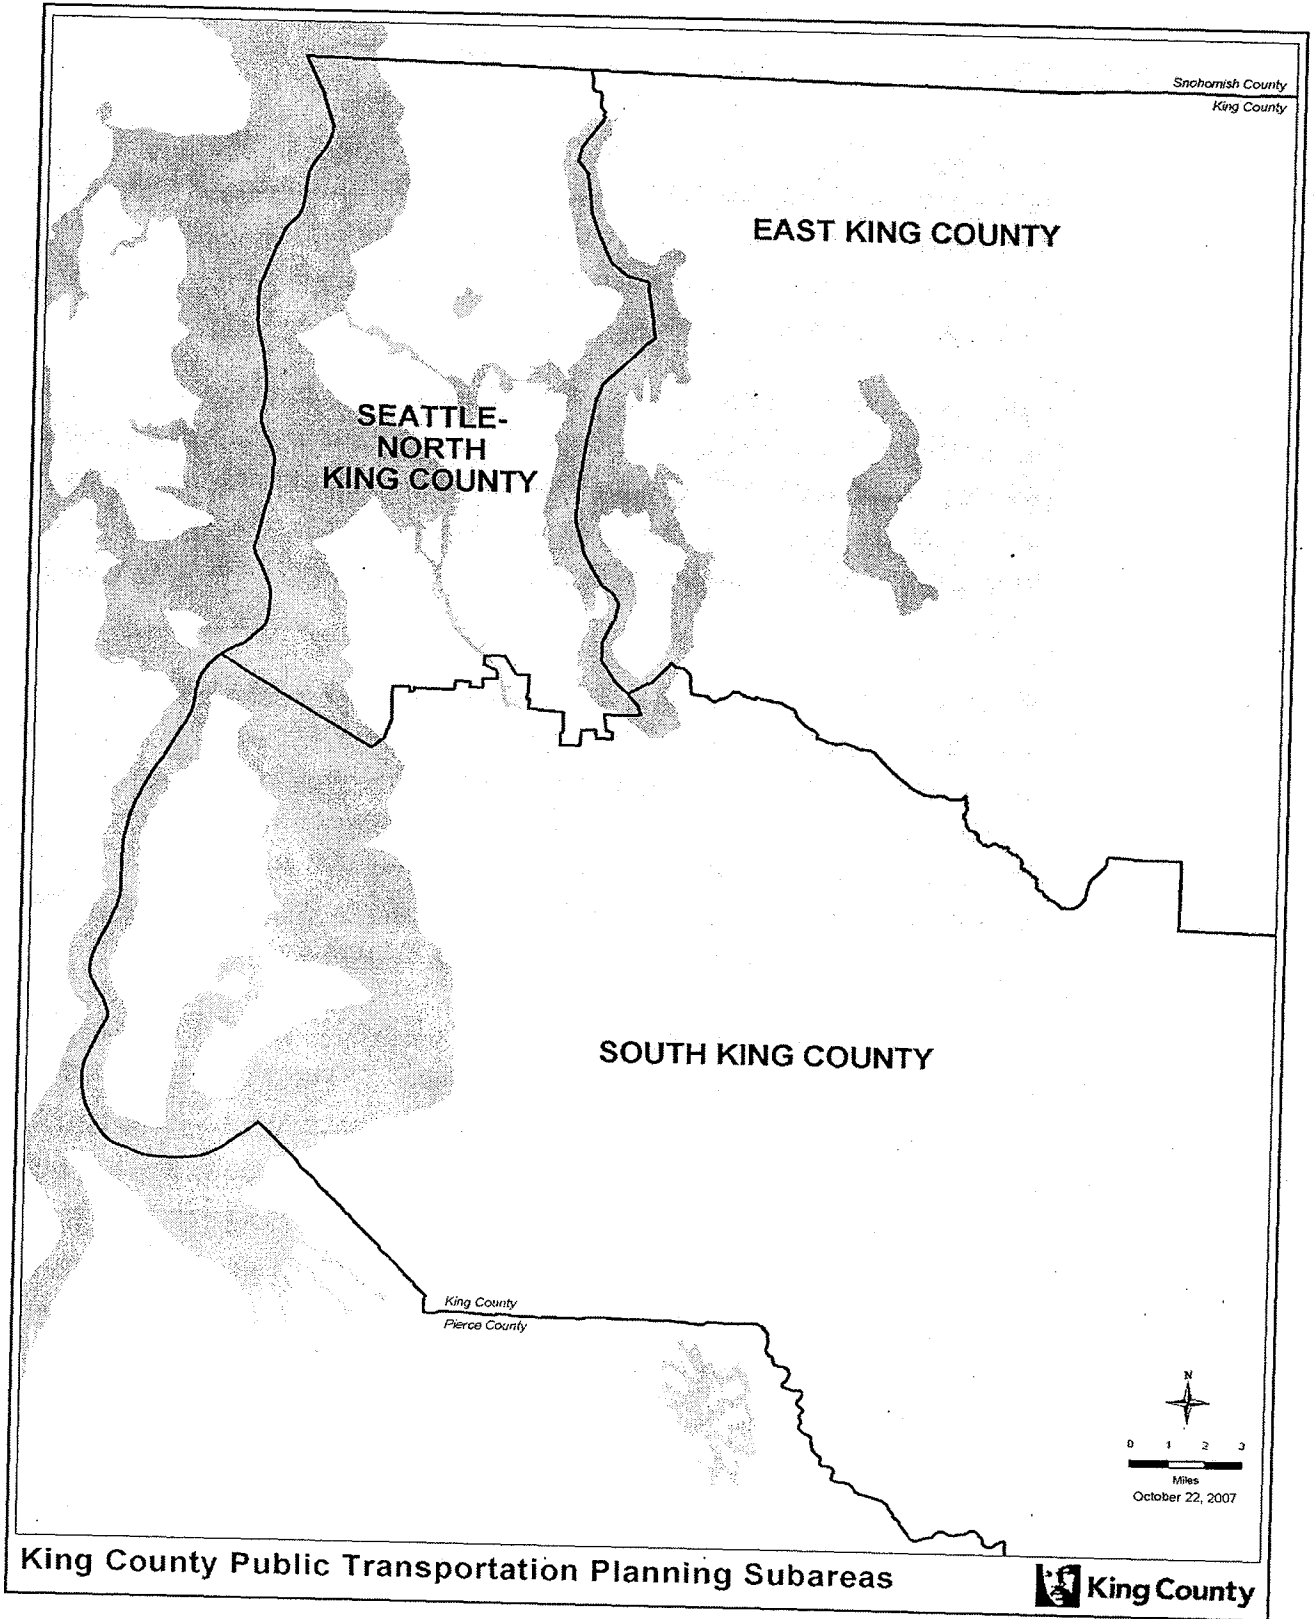 Snohomish County
King County
EAST KING COUNTY
SEATTLE-
NORTH
KING COUNTY
SOUTH KING COUNTY
King County
Pierce County
N
0 1 2 3
Miles
October 22, 2007
King County Public Transportation Planning Subareas
King County